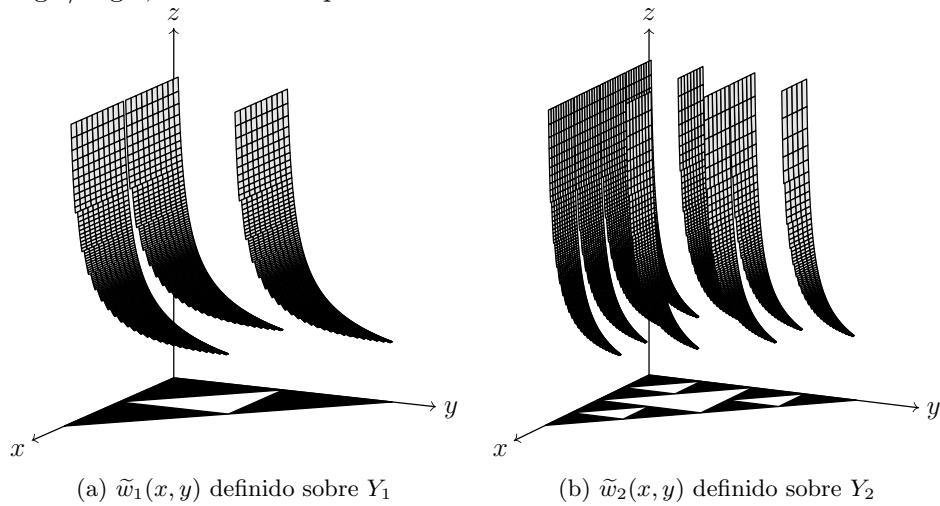 z
z
y
y
x
x
(a) w̃₁(x, y) definido sobre Y₁
(b) w̃₂(x, y) definido sobre Y₂